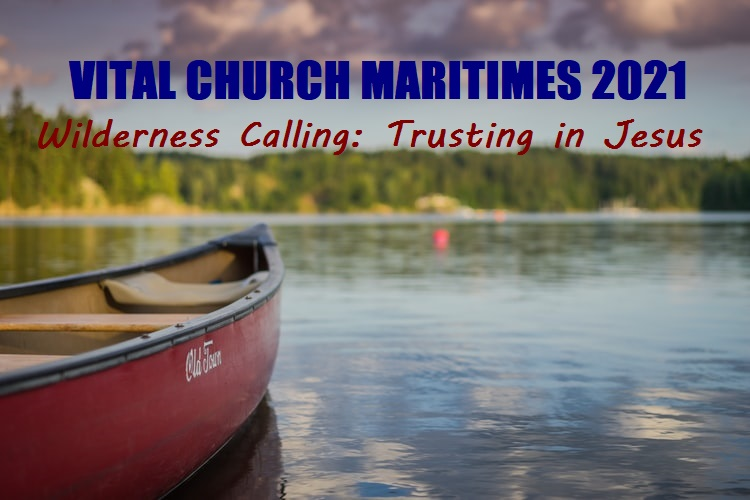 VITAL CHURCH MARITIMES 2021
Wilderness Calling: Trusting in Jesus
Old Town